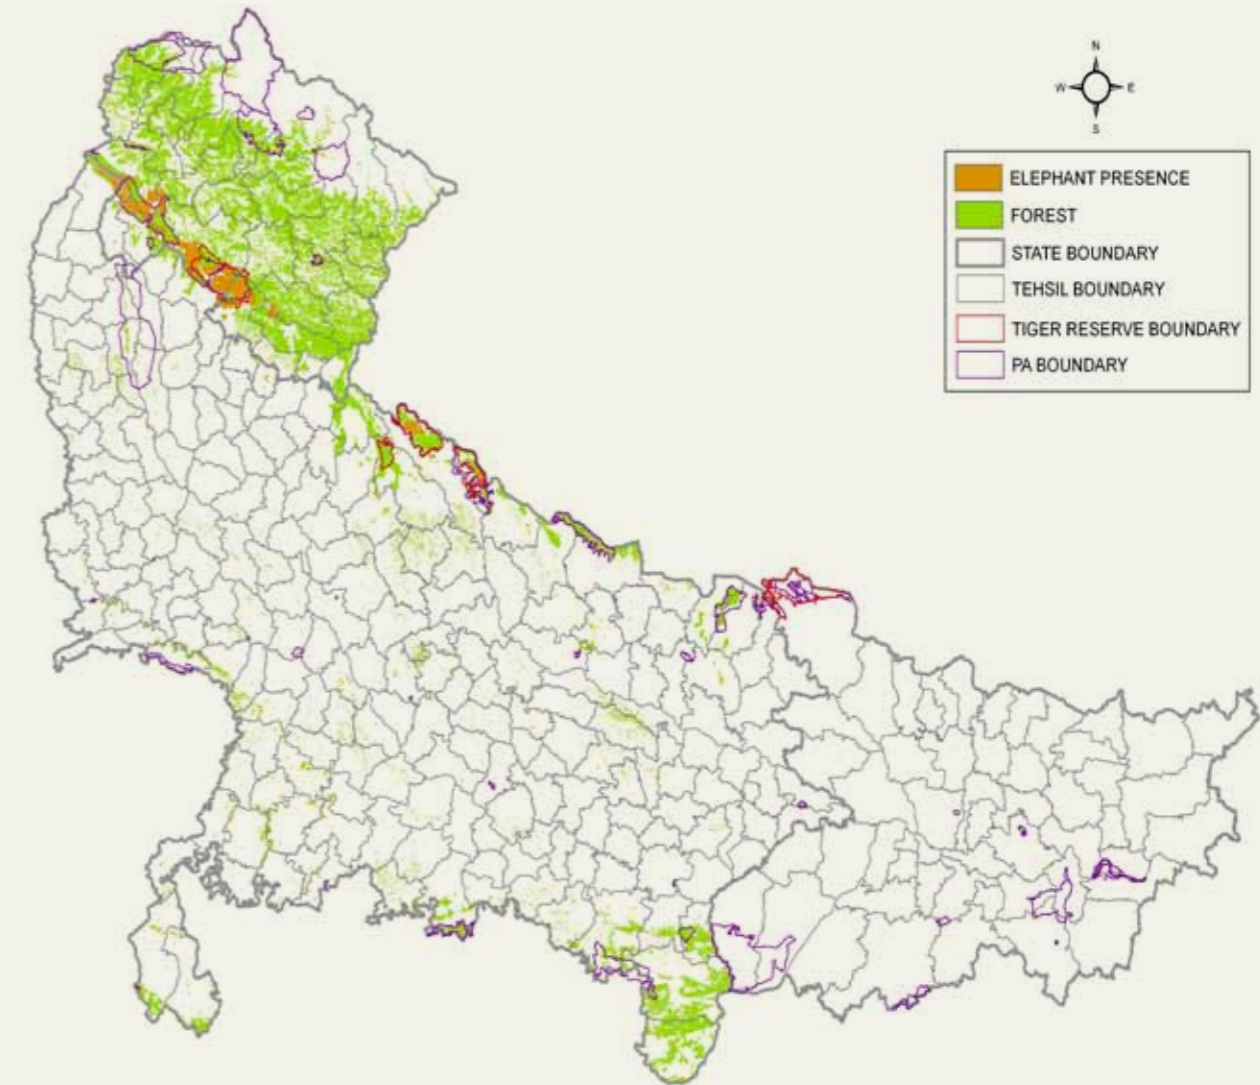 N
W E
S
ELEPHANT PRESENCE
FOREST
STATE BOUNDARY
TEHSIL BOUNDARY
TIGER RESERVE BOUNDARY
PA BOUNDARY